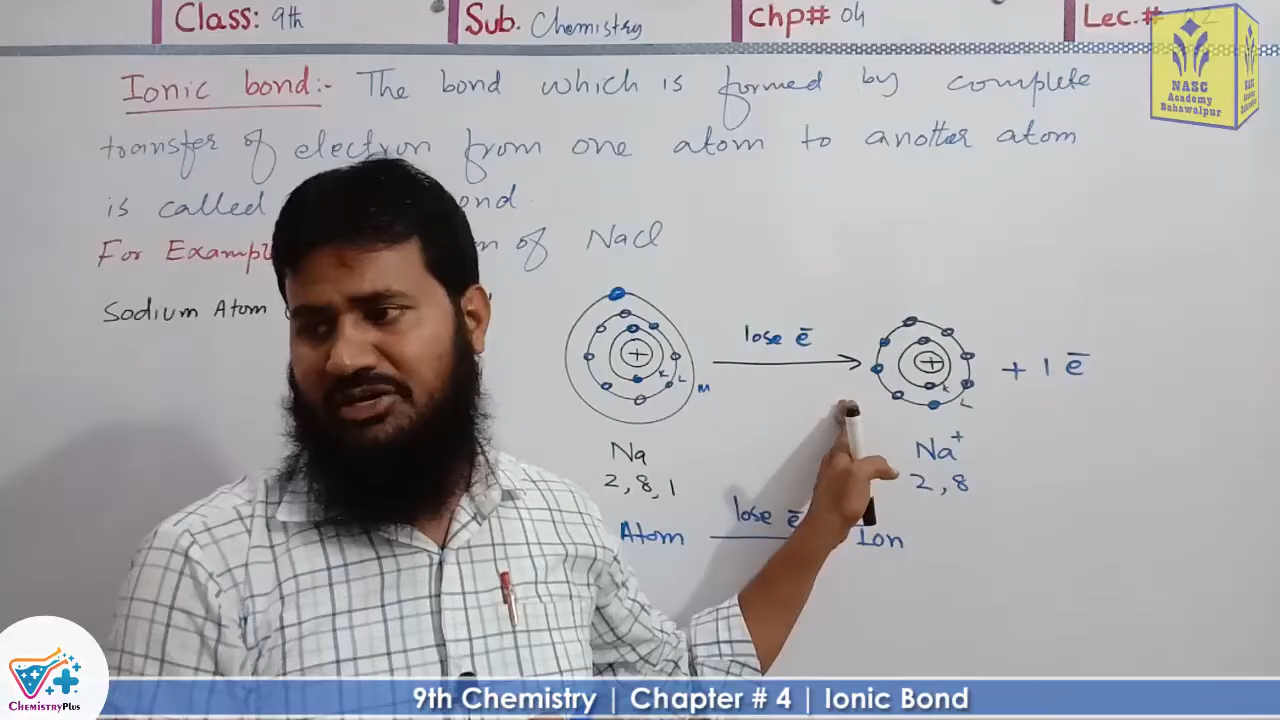 Class: 9th
Sub. Chemistry
Chp# 04
Lec.# 02
NASC
Academy
Bahawalpur
Ionic bond:- The bond which is formed by complete
transfer of electron from one atom to another atom
is called
For Example
of NaCl
Sodium Atom
lose e̅
+
K
L
M
+
K
L
+ 1 e̅
Na
Na⁺
2, 8, 1
2, 8
Atom
lose e̅
Ion
ChemistryPlus
9th Chemistry | Chapter # 4 | Ionic Bond